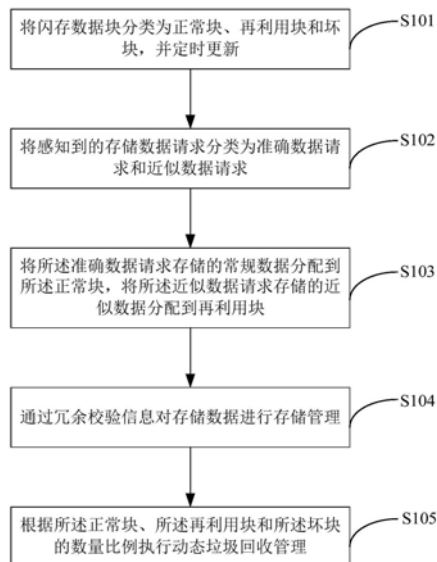 将闪存数据块分类为正常块、再利用块和坏
块，并定时更新
S101
将感知到的存储数据请求分类为准确数据请
求和近似数据请求
S102
将所述准确数据请求存储的常规数据分配到
所述正常块，将所述近似数据请求存储的近
似数据分配到再利用块
S103
通过冗余校验信息对存储数据进行存储管理
S104
根据所述正常块、所述再利用块和所述坏块
的数量比例执行动态垃圾回收管理
S105